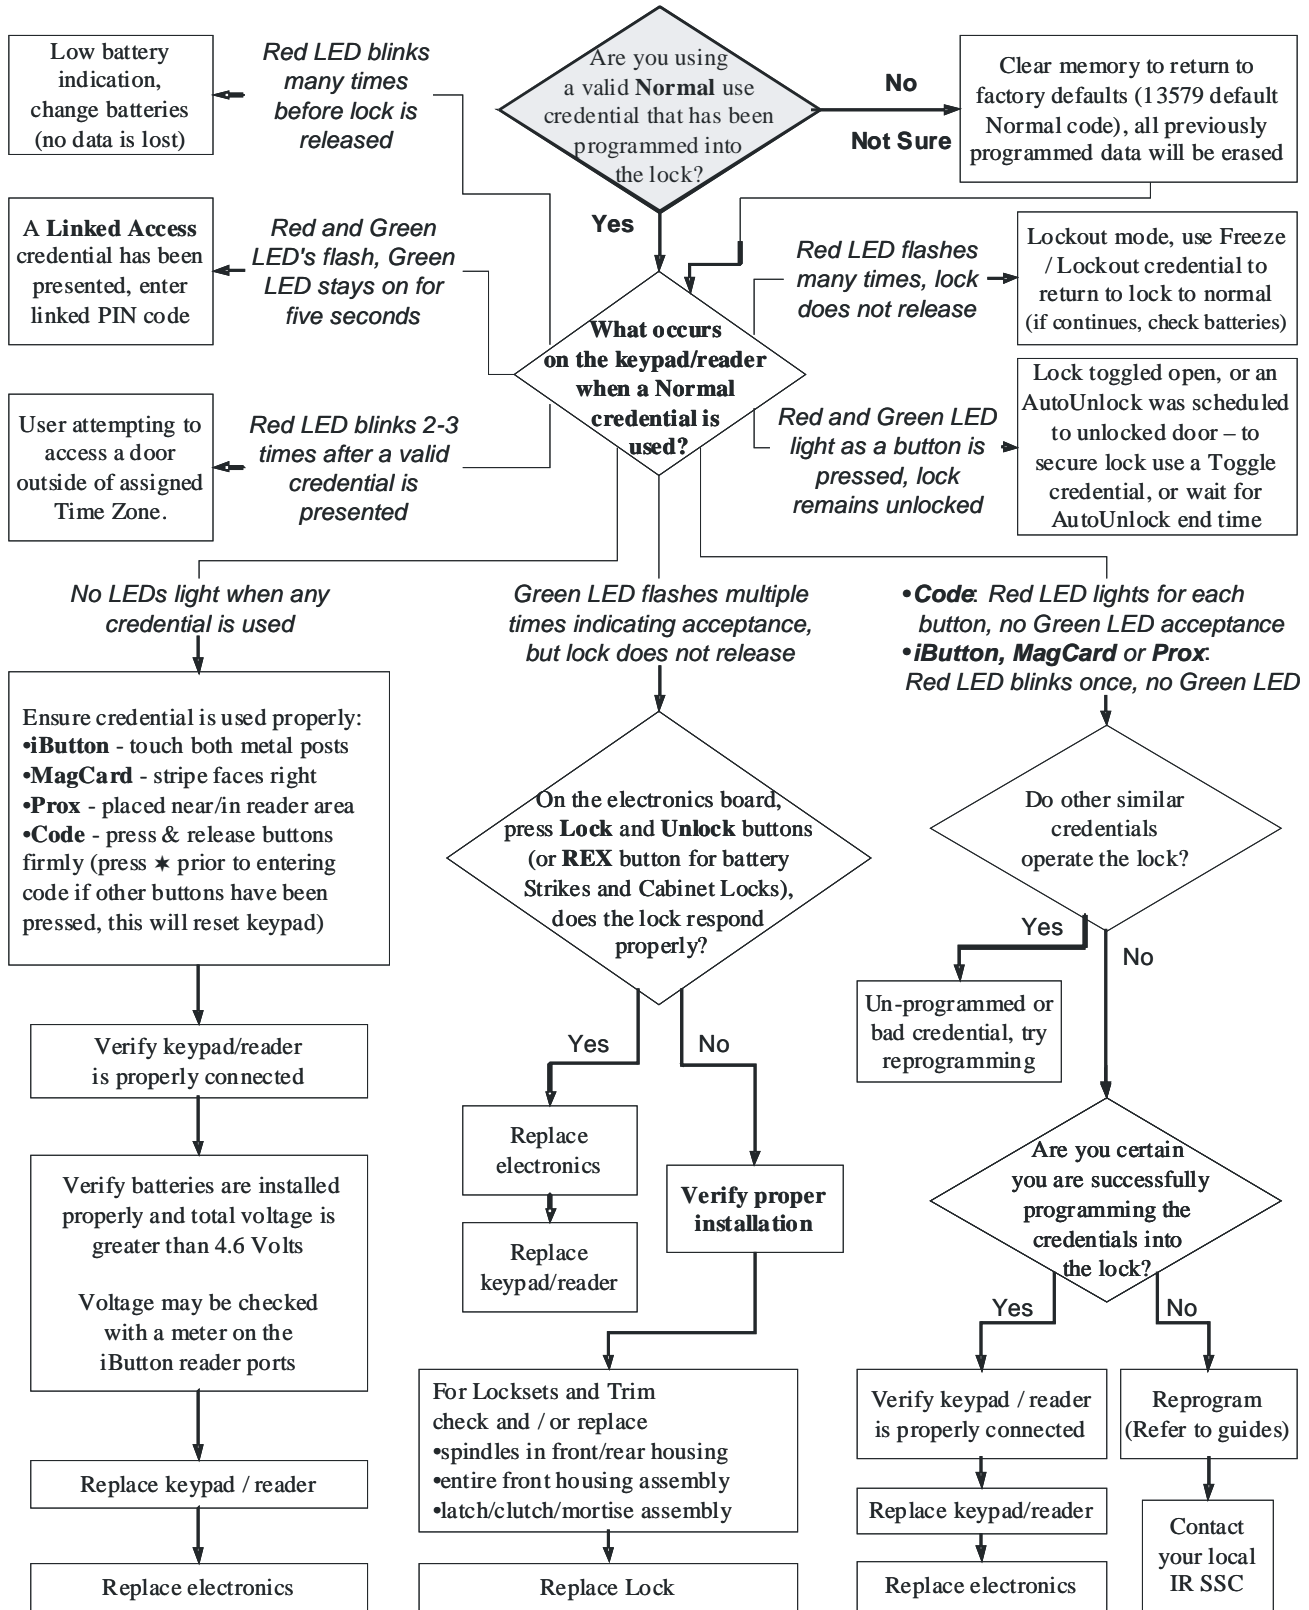 Are you using
a valid Normal use
credential that has been
programmed into
the lock?
No
Not Sure
Clear memory to return to
factory defaults (13579 default
Normal code), all previously
programmed data will be erased
Yes
Low battery
indication,
change batteries
(no data is lost)
Red LED blinks
many times
before lock is
released
A Linked Access
credential has been
presented, enter
linked PIN code
Red and Green
LED's flash, Green
LED stays on for
five seconds
User attempting to
access a door
outside of assigned
Time Zone.
Red LED blinks 2-3
times after a valid
credential is
presented
What occurs
on the keypad/reader
when a Normal
credential is
used?
Red LED flashes
many times, lock
does not release
Lockout mode, use Freeze
/ Lockout credential to
return to lock to normal
(if continues, check batteries)
Red and Green LED
light as a button is
pressed, lock
remains unlocked
Lock toggled open, or an
AutoUnlock was scheduled
to unlocked door – to
secure lock use a Toggle
credential, or wait for
AutoUnlock end time
No LEDs light when any
credential is used
Ensure credential is used properly:
•iButton - touch both metal posts
•MagCard - stripe faces right
•Prox - placed near/in reader area
•Code - press & release buttons
firmly (press ✶ prior to entering
code if other buttons have been
pressed, this will reset keypad)
Verify keypad/reader
is properly connected
Verify batteries are installed
properly and total voltage is
greater than 4.6 Volts
Voltage may be checked
with a meter on the
iButton reader ports
Replace keypad / reader
Replace electronics
Green LED flashes multiple
times indicating acceptance,
but lock does not release
On the electronics board,
press Lock and Unlock buttons
(or REX button for battery
Strikes and Cabinet Locks),
does the lock respond
properly?
Yes
No
Replace
electronics
Replace
keypad/reader
Verify proper
installation
For Locksets and Trim
check and / or replace
•spindles in front/rear housing
•entire front housing assembly
•latch/clutch/mortise assembly
Replace Lock
•Code: Red LED lights for each
button, no Green LED acceptance
•iButton, MagCard or Prox:
Red LED blinks once, no Green LED
Do other similar
credentials
operate the lock?
Yes
No
Un-programmed or
bad credential, try
reprogramming
Are you certain
you are successfully
programming the
credentials into
the lock?
Yes
No
Verify keypad / reader
is properly connected
Replace keypad/reader
Replace electronics
Reprogram
(Refer to guides)
Contact
your local
IR SSC